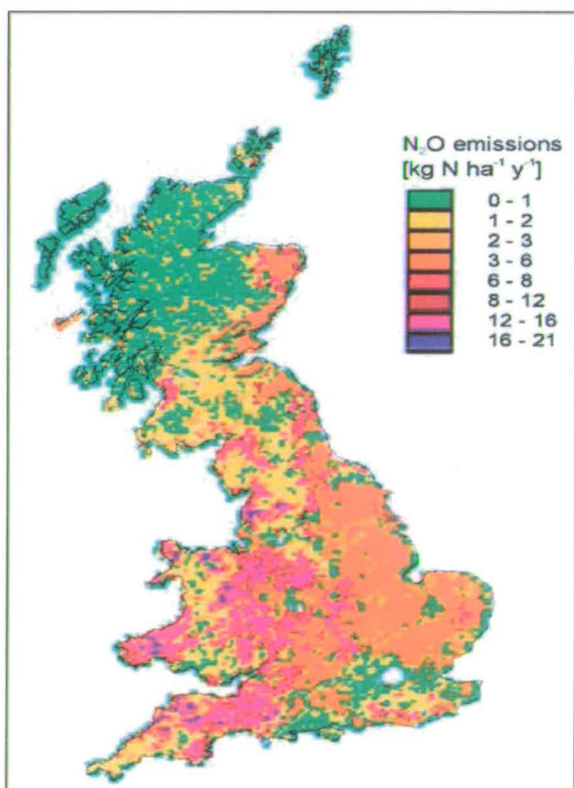 N₂O emissions
[kg N ha⁻¹ y⁻¹]
0 - 1
1 - 2
2 - 3
3 - 6
6 - 8
8 - 12
12 - 16
16 - 21